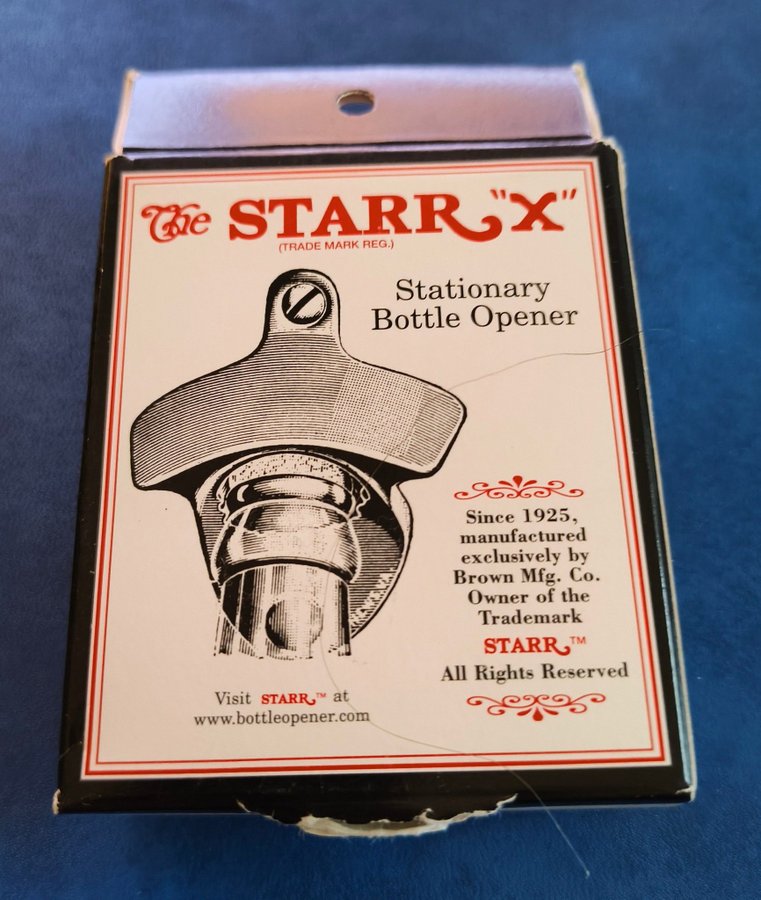 The STARR "X"
(TRADE MARK REG.)
Stationary
Bottle Opener
Since 1925,
manufactured
exclusively by
Brown Mfg. Co.
Owner of the
Trademark
STARR™
All Rights Reserved
Visit STARR™ at
www.bottleopener.com